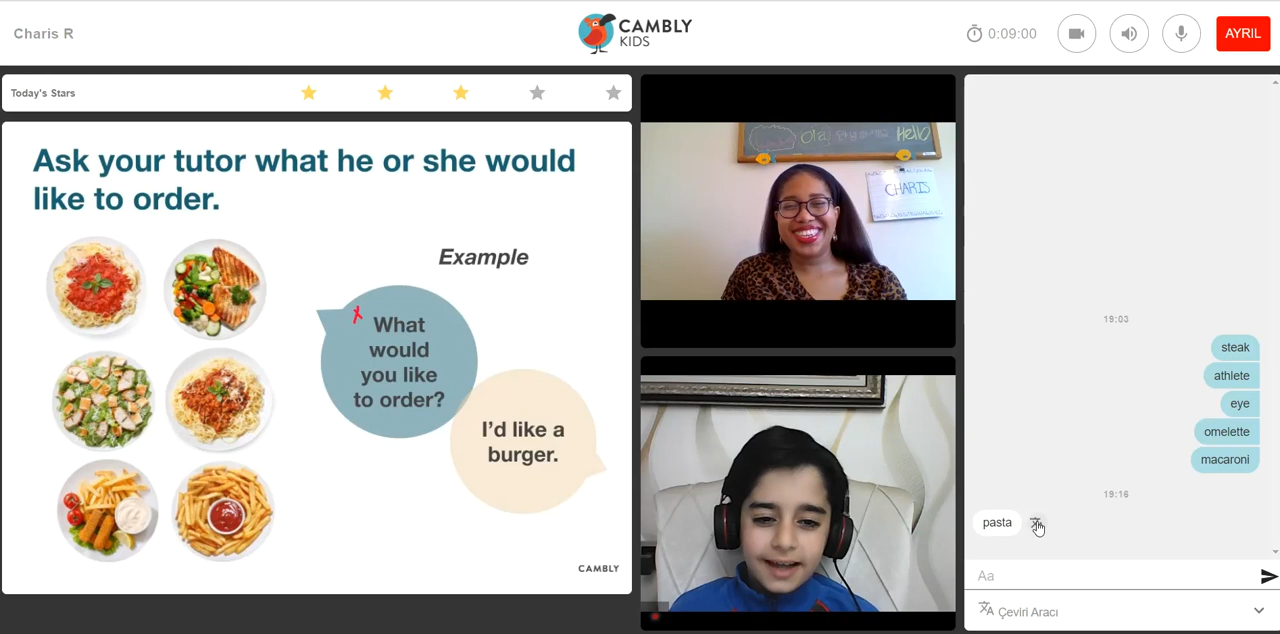 Charis R
CAMBLY
KIDS
0:09:00
AYRIL
Today's Stars
Ask your tutor what he or she would
like to order.
Example
What
would
you like
to order?
I'd like a
burger.
CAMBLY
Hello
CHARIS
19:03
steak
athlete
eye
omelette
macaroni
19:16
pasta
Aa
Çeviri Aracı